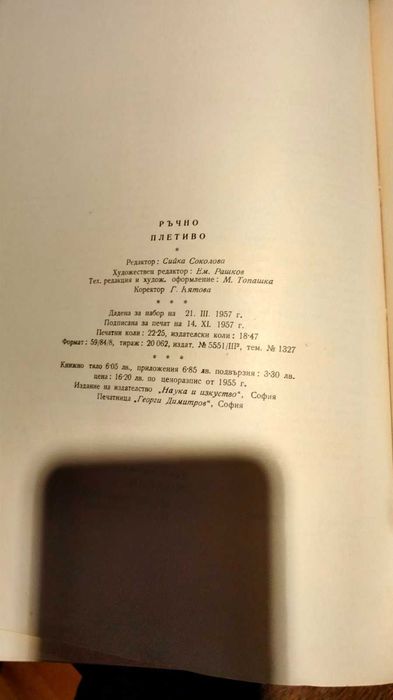 РЪЧНО
ПЛЕТИВО
*
Редактор: Сийка Соколова
Художествен редактор: Ем. Рашков
Тех. редакция и худож. оформление: М. Топашка
Коректор Г. Кятова
* * *
Дадена за набор на 21. III. 1957 г.
Подписана за печат на 14. XI. 1957 г.
Печатни коли: 22·25, издателски коли: 18·47
Формат: 59/84/8, тираж: 20 062, издат. № 5551/III², тем. № 1327
* * *
Книжно тяло 6·05 лв., приложения 6·85 лв. подвързия: 3·30 лв.
цена: 16·20 лв. по ценоразпис от 1955 г.
Издание на издателство „Наука и изкуство", София
Печатница „Георги Димитров", София